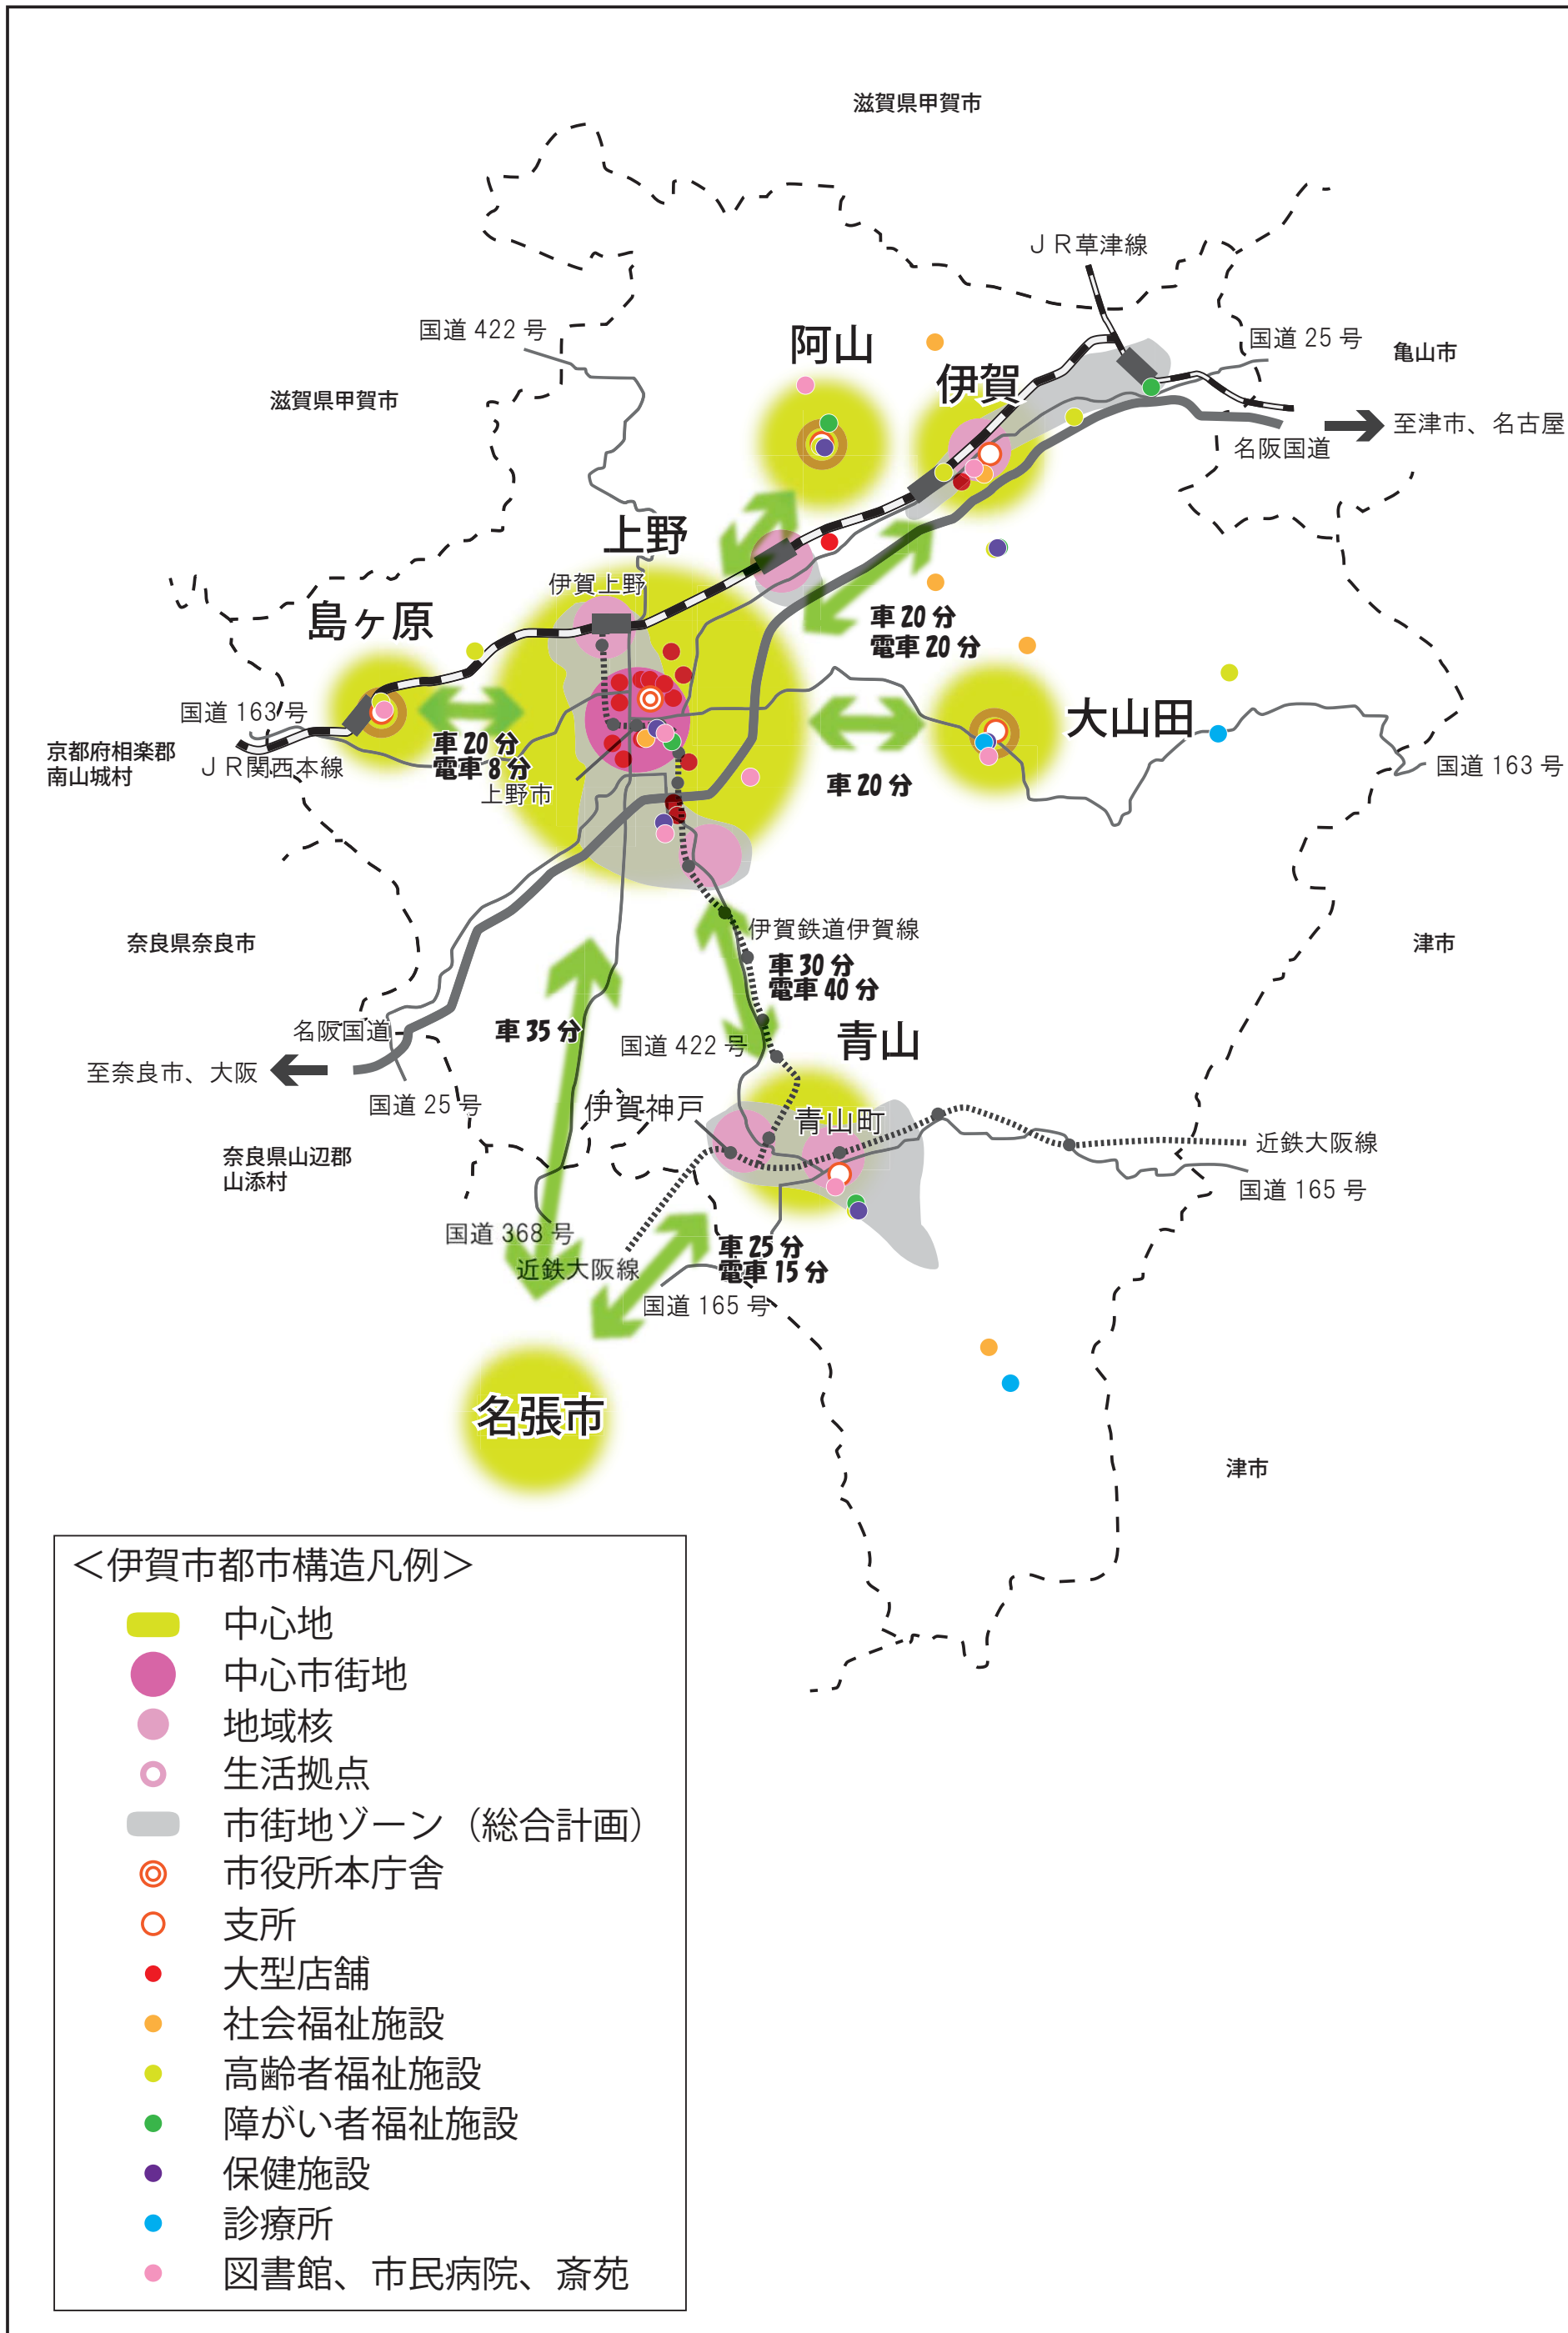 滋賀県甲賀市
ＪＲ草津線
国道 422 号
国道 25 号
阿山
亀山市
伊賀
滋賀県甲賀市
至津市、名古屋
名阪国道
上野
伊賀上野
島ヶ原
車 20 分
電車 20 分
国道 163 号
大山田
京都府相楽郡
南山城村
ＪＲ関西本線
車 20 分
電車 8 分
上野市
車 20 分
国道 163 号
奈良県奈良市
伊賀鉄道伊賀線
車 30 分
電車 40 分
津市
名阪国道
車 35 分
国道 422 号
青山
至奈良市、大阪
国道 25 号
伊賀神戸
青山町
奈良県山辺郡
山添村
近鉄大阪線
国道 165 号
国道 368 号
近鉄大阪線
車 25 分
電車 15 分
国道 165 号
名張市
津市
＜伊賀市都市構造凡例＞
中心地
中心市街地
地域核
生活拠点
市街地ゾーン（総合計画）
市役所本庁舎
支所
大型店舗
社会福祉施設
高齢者福祉施設
障がい者福祉施設
保健施設
診療所
図書館、市民病院、斎苑